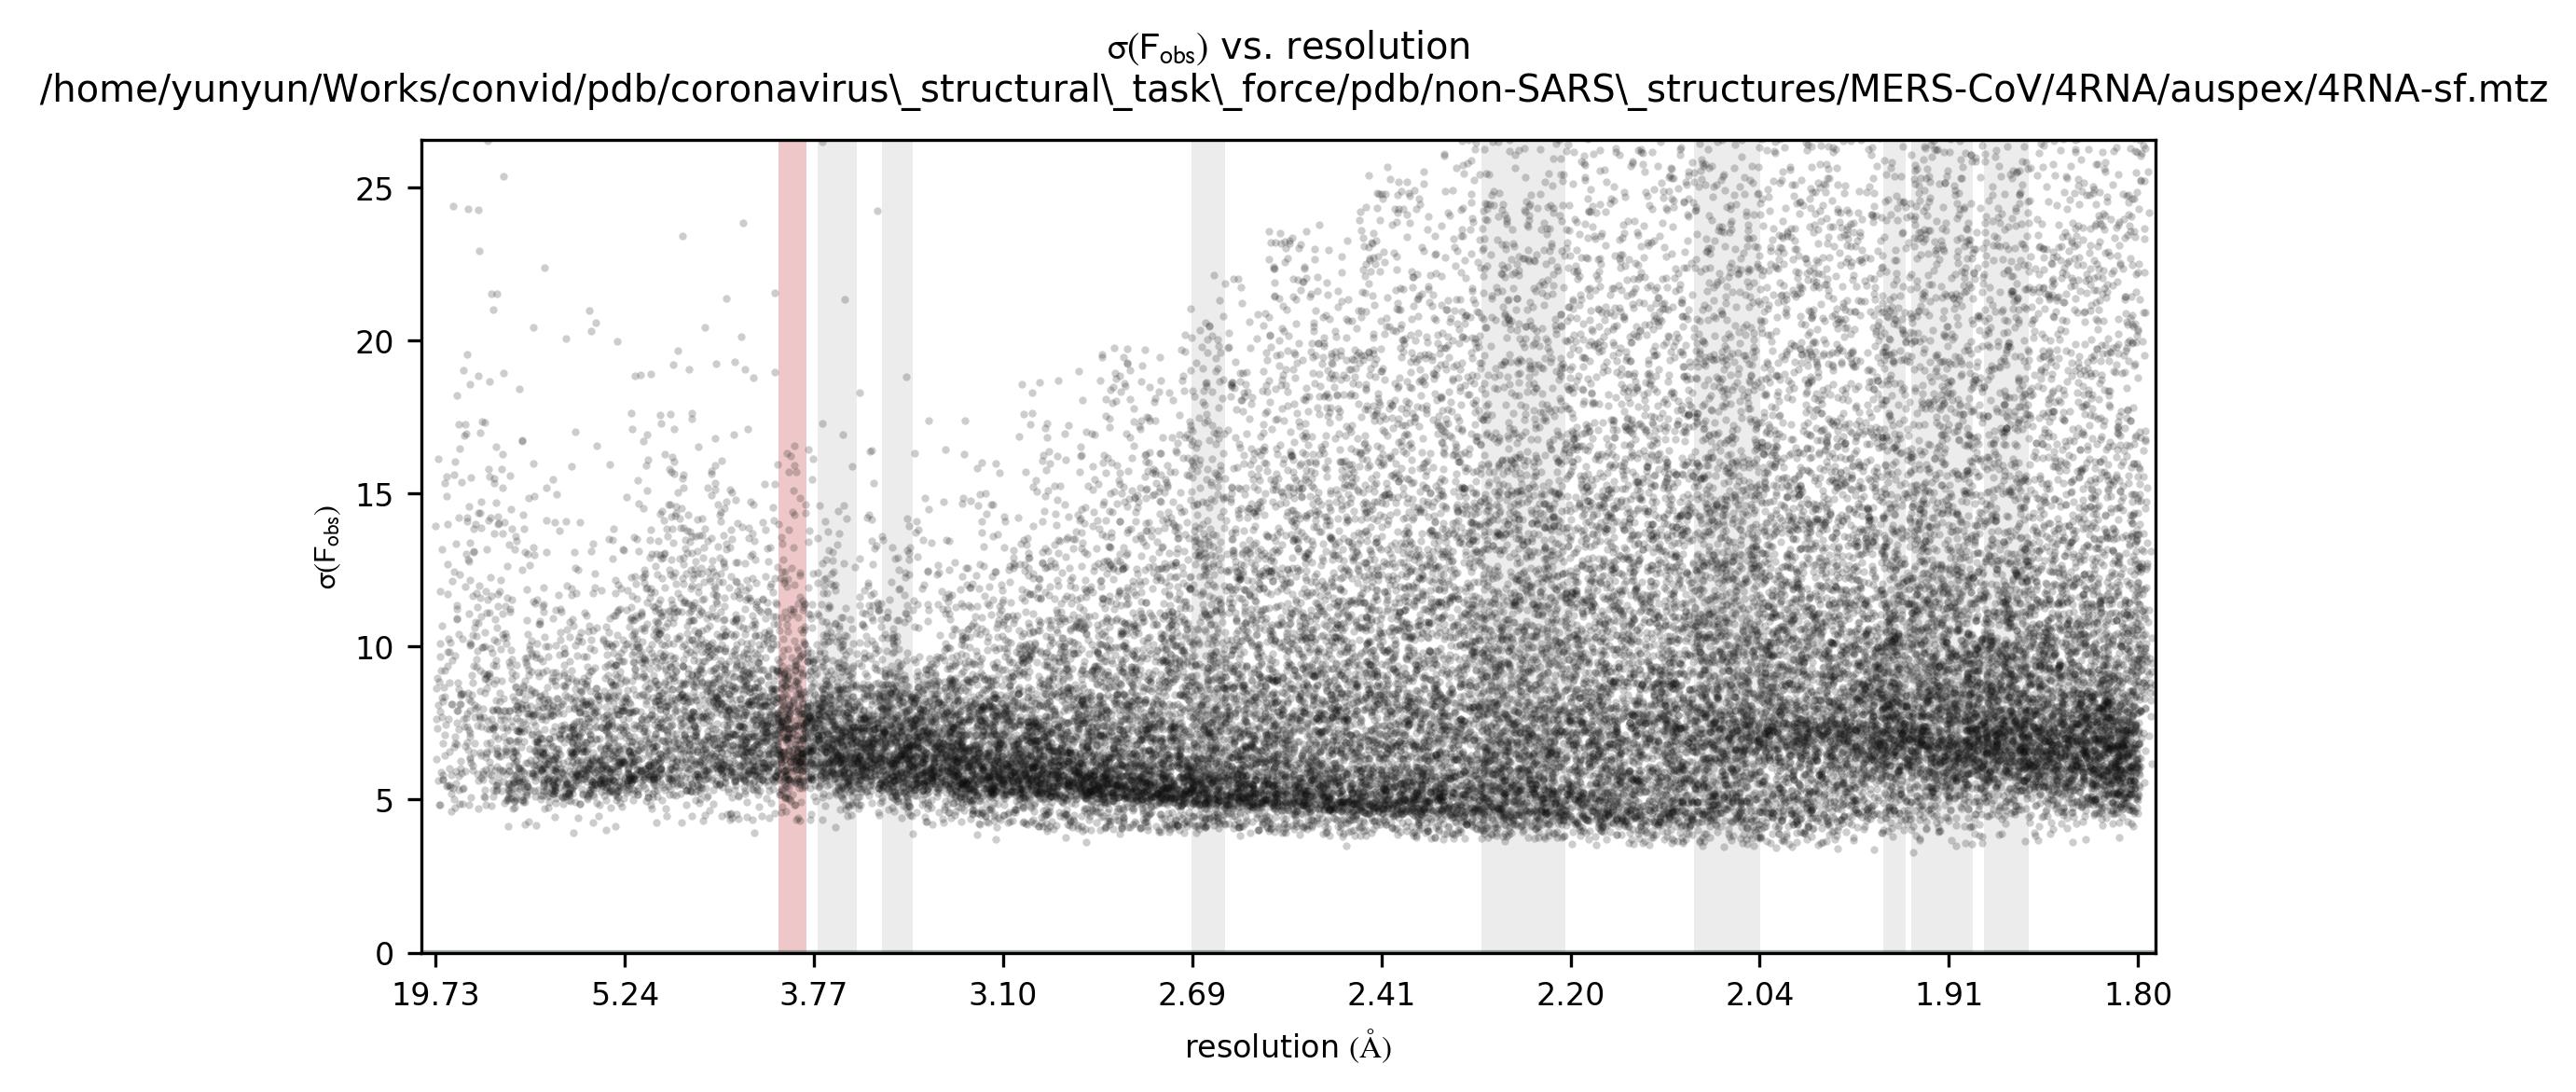 σ(Fobs) vs. resolution
/home/yunyun/Works/convid/pdb/coronavirus\_structural\_task\_force/pdb/non-SARS\_structures/MERS-CoV/4RNA/auspex/4RNA-sf.mtz
25
20
15
10
5
0
σ(Fobs)
19.73 5.24 3.77 3.10 2.69 2.41 2.20 2.04 1.91 1.80
resolution (Å)